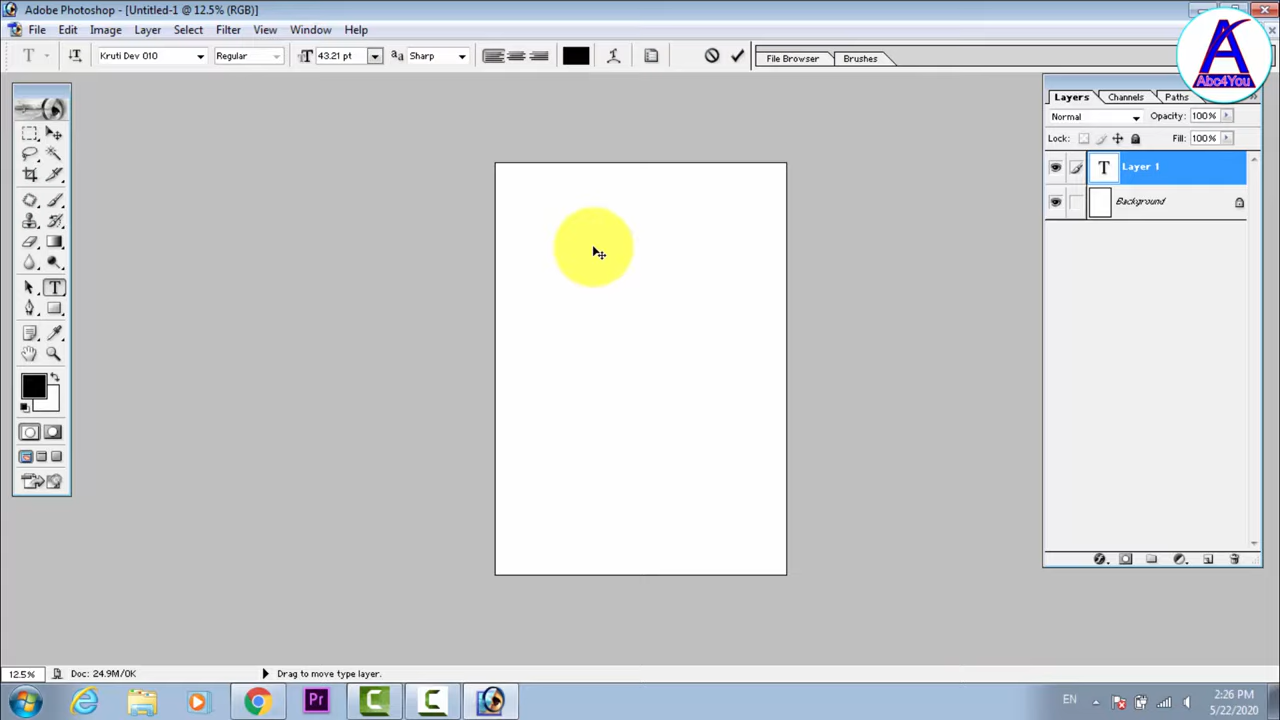 Adobe Photoshop - [Untitled-1 @ 12.5% (RGB)]
File Edit Image Layer Select Filter View Window Help
T Kruti Dev 010 Regular 43.21 pt aa Sharp File Browser Brushes
Abc4You
Layers Channels Paths
Normal Opacity: 100%
Lock: Fill: 100%
T Layer 1
Background
12.5% Doc: 24.9M/0K Drag to move type layer.
Pr EN 2:26 PM
5/22/2020